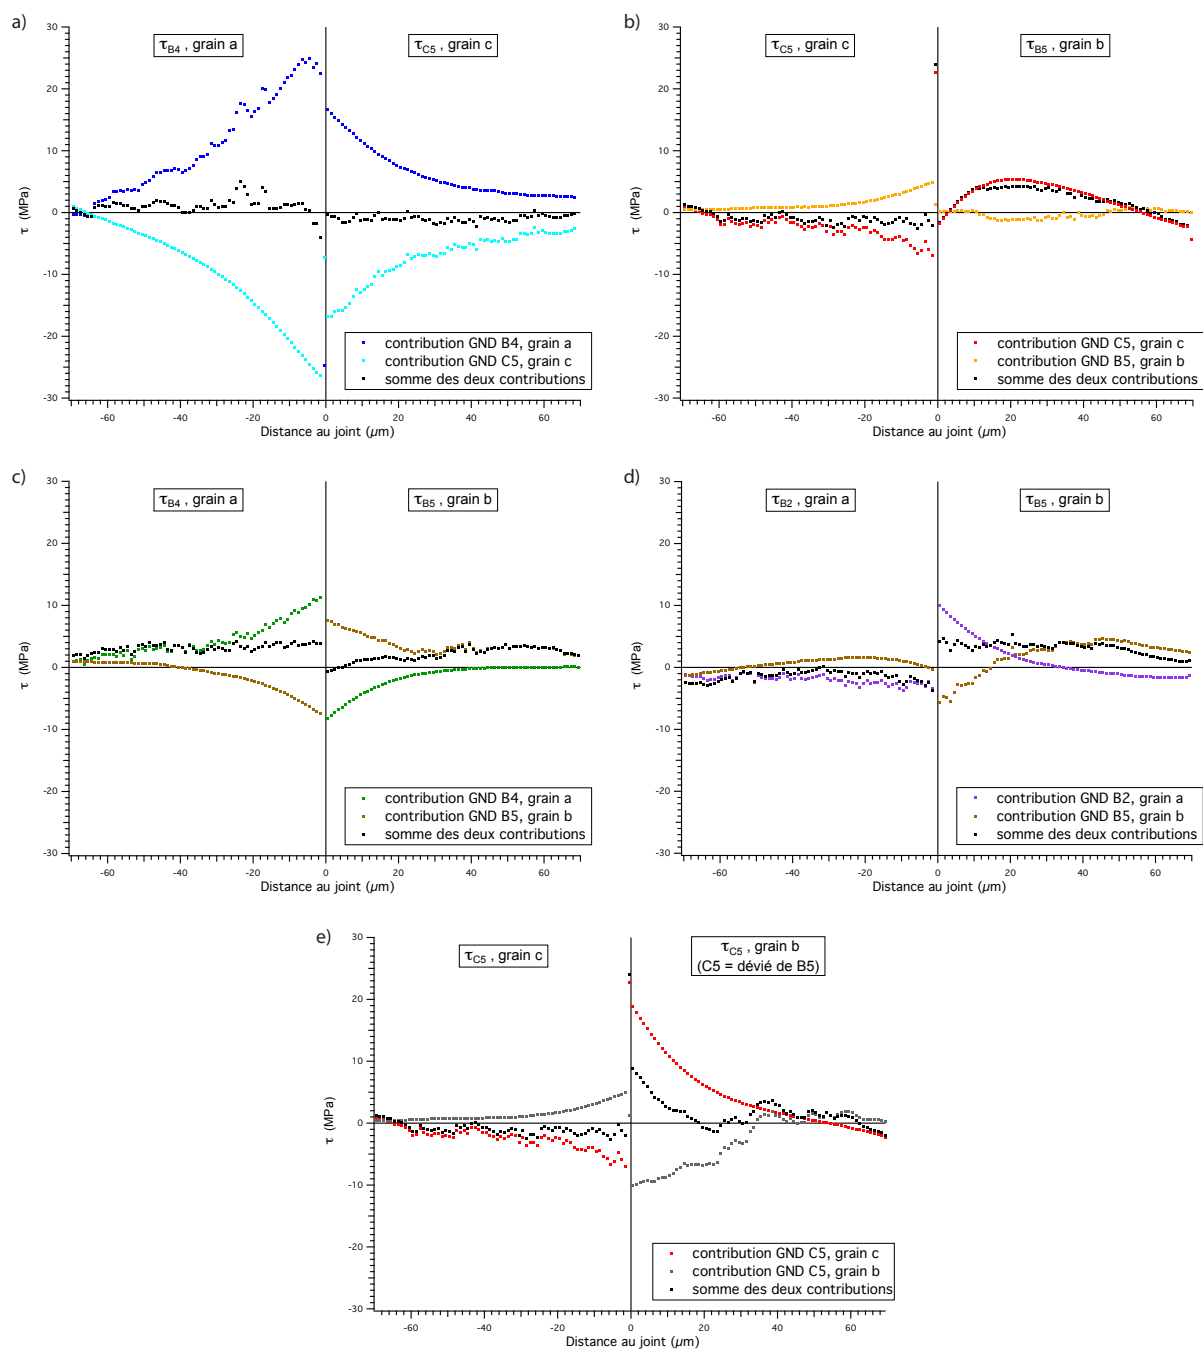 a)
τB4 , grain a
τC5 , grain c
30
20
10
0
-10
-20
-30
τ (MPa)
-60
-40
-20
0
20
40
60
Distance au joint (µm)
contribution GND B4, grain a
contribution GND C5, grain c
somme des deux contributions
b)
τC5 , grain c
τB5 , grain b
30
20
10
0
-10
-20
-30
τ (MPa)
-60
-40
-20
0
20
40
60
Distance au joint (µm)
contribution GND C5, grain c
contribution GND B5, grain b
somme des deux contributions
c)
τB4 , grain a
τB5 , grain b
30
20
10
0
-10
-20
-30
τ (MPa)
-60
-40
-20
0
20
40
60
Distance au joint (µm)
contribution GND B4, grain a
contribution GND B5, grain b
somme des deux contributions
d)
τB2 , grain a
τB5 , grain b
30
20
10
0
-10
-20
-30
τ (MPa)
-60
-40
-20
0
20
40
60
Distance au joint (µm)
contribution GND B2, grain a
contribution GND B5, grain b
somme des deux contributions
e)
τC5 , grain c
τC5 , grain b
(C5 = dévié de B5)
30
20
10
0
-10
-20
-30
τ (MPa)
-60
-40
-20
0
20
40
60
Distance au joint (µm)
contribution GND C5, grain c
contribution GND C5, grain b
somme des deux contributions